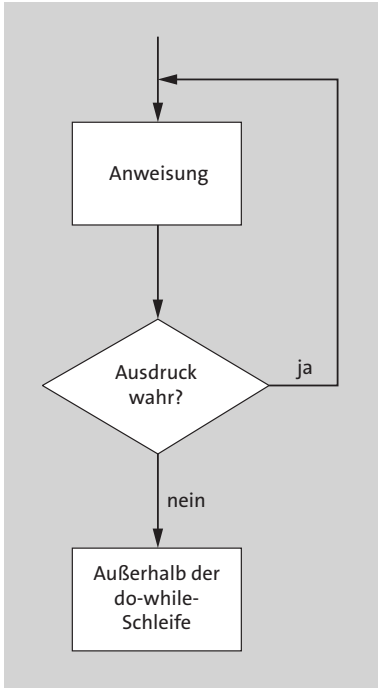 Anweisung
Ausdruck
wahr?
ja
nein
Außerhalb der
do-while-
Schleife